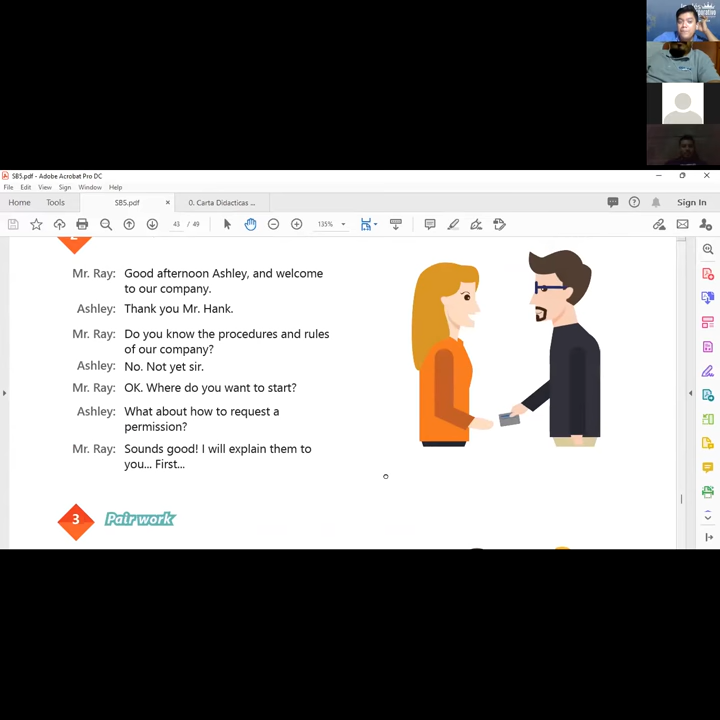 SB5.pdf - Adobe Acrobat Pro DC
File Edit View Sign Window Help
Home Tools SB5.pdf × 0. Carta Didacticas ... Sign In
43 / 49 135%
Mr. Ray: Good afternoon Ashley, and welcome
to our company.
Ashley: Thank you Mr. Hank.
Mr. Ray: Do you know the procedures and rules
of our company?
Ashley: No. Not yet sir.
Mr. Ray: OK. Where do you want to start?
Ashley: What about how to request a
permission?
Mr. Ray: Sounds good! I will explain them to
you... First...
3 Pair work